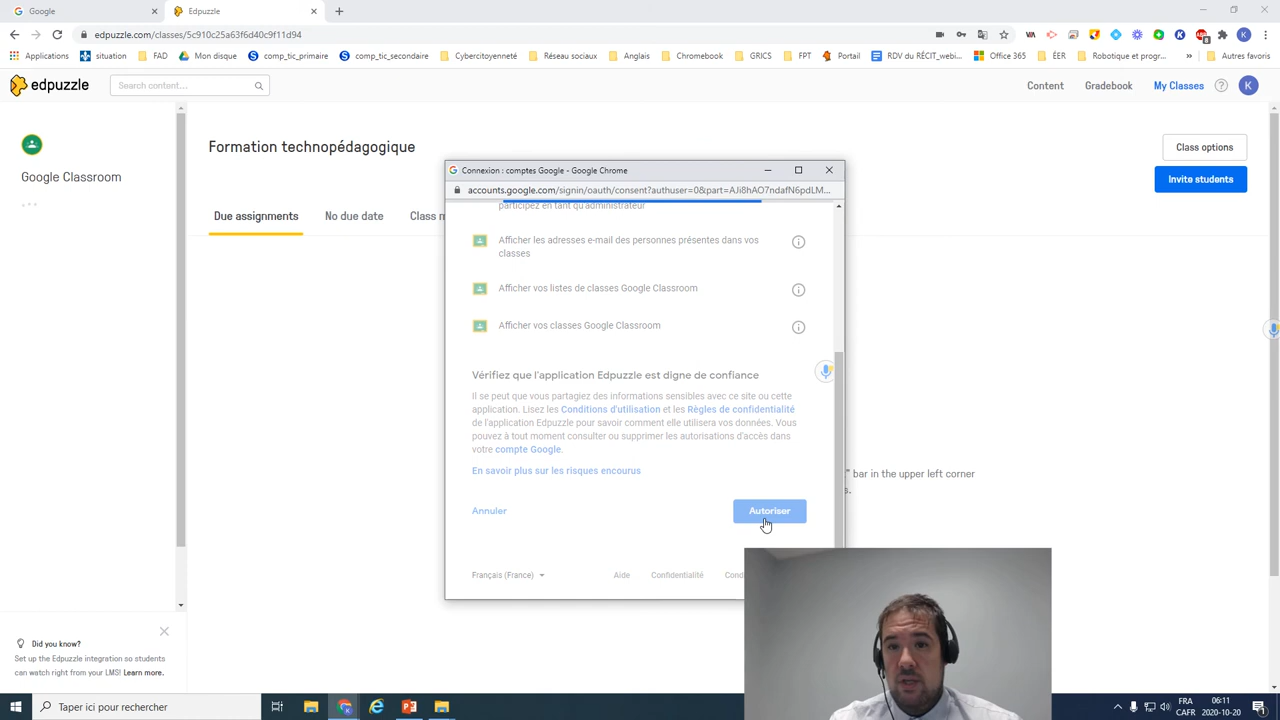 Google
Edpuzzle
edpuzzle.com/classes/5c910c25a63f6d40c9f11d94
Applications
situation
FAD
Mon disque
comp_tic_primaire
comp_tic_secondaire
Cybercitoyenneté
Réseau sociaux
Anglais
Chromebook
GRICS
FPT
Portail
RDV du RÉCIT_webi...
Office 365
ÉER
Robotique et progr...
»
Autres favoris
edpuzzle
Search content...
Content
Gradebook
My Classes
K
Google Classroom
Formation technopédagogique
Class options
Invite students
Due assignments
No due date
Class m
Connexion : comptes Google - Google Chrome
accounts.google.com/signin/oauth/consent?authuser=0&part=AJi8hAO7ndafN6pdLM...
participez en tant qu'administrateur
Afficher les adresses e-mail des personnes présentes dans vos
classes
Afficher vos listes de classes Google Classroom
Afficher vos classes Google Classroom
Vérifiez que l'application Edpuzzle est digne de confiance
Il se peut que vous partagiez des informations sensibles avec ce site ou cette
application. Lisez les Conditions d'utilisation et les Règles de confidentialité
de l'application Edpuzzle pour savoir comment elle utilisera vos données. Vous
pouvez à tout moment consulter ou supprimer les autorisations d'accès dans
votre compte Google.
En savoir plus sur les risques encourus
Annuler
Autoriser
Français (France)
Aide
Confidentialité
Cond
" bar in the upper left corner
s.
Did you know?
Set up the Edpuzzle integration so students
can watch right from your LMS! Learn more.
Taper ici pour rechercher
FRA
CAFR
06:11
2020-10-20